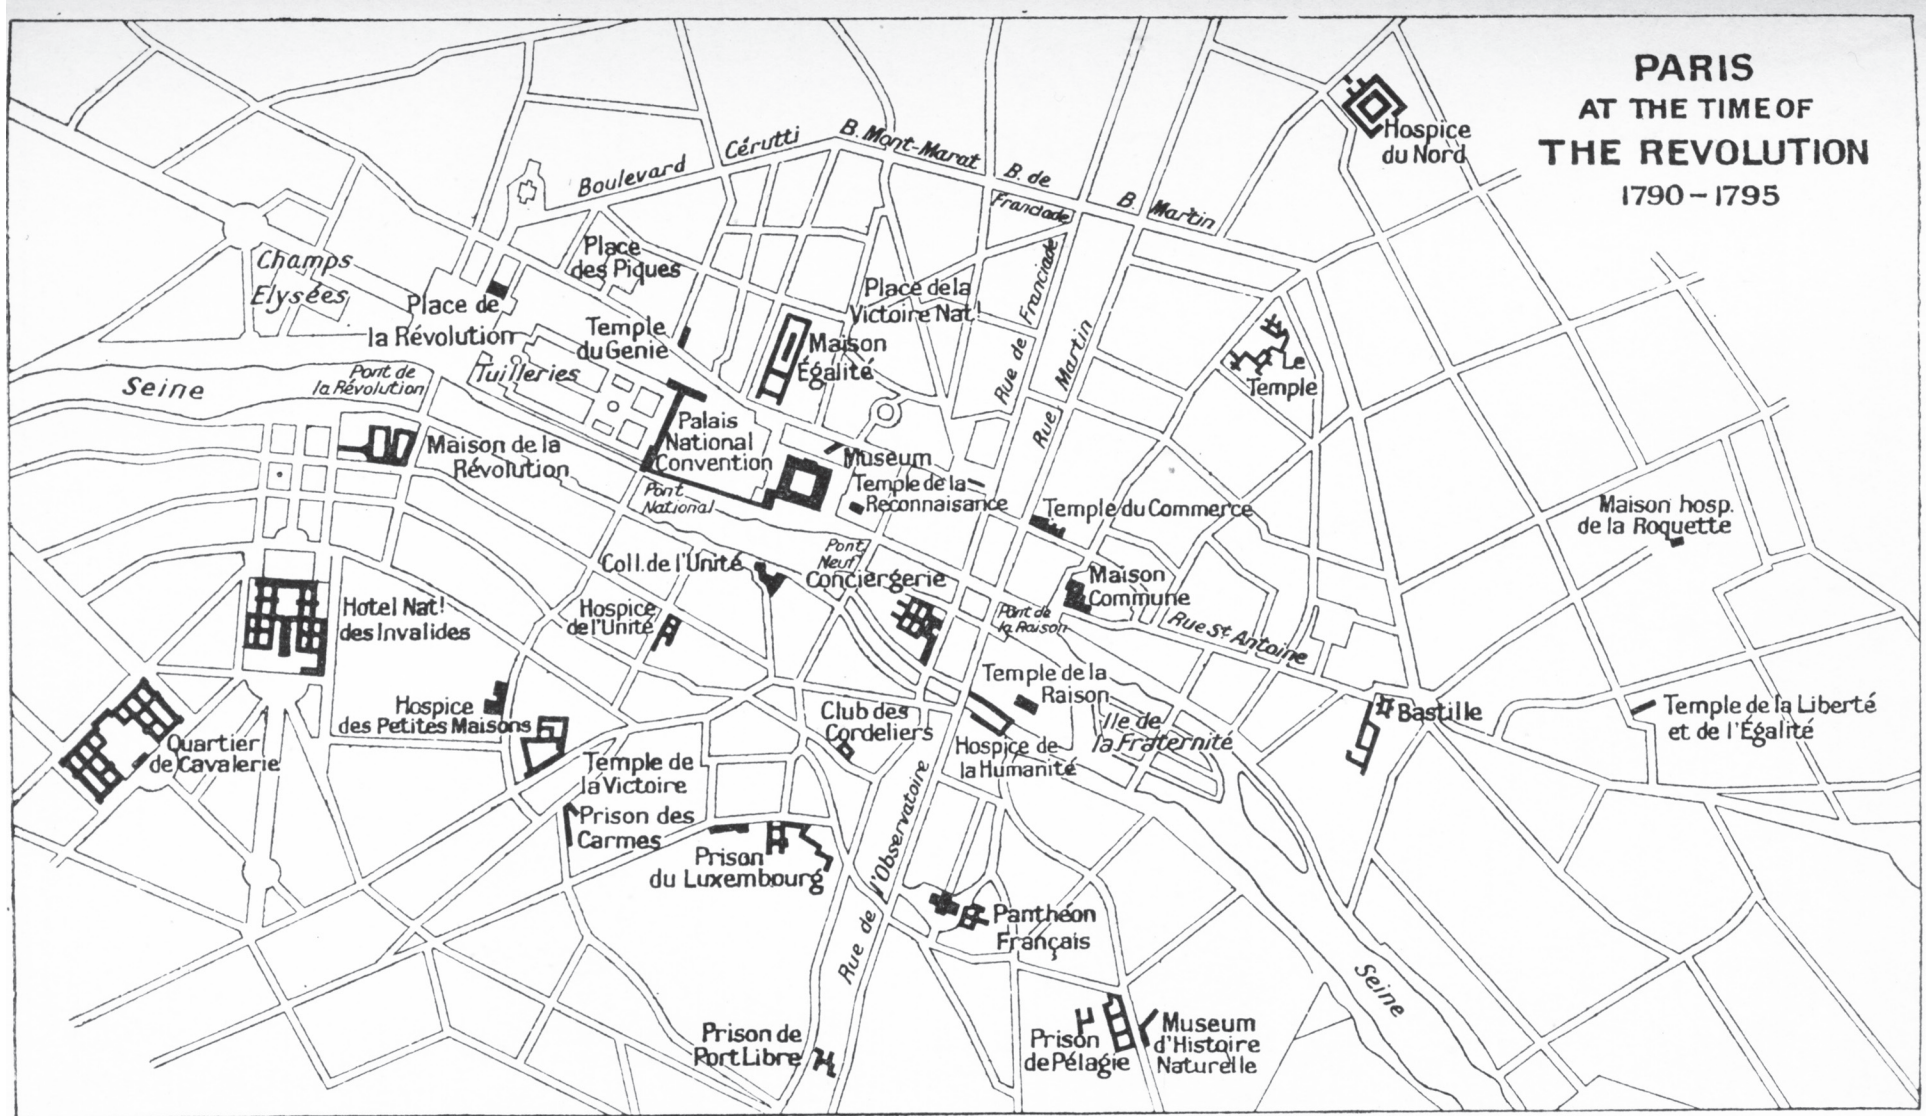 PARIS
AT THE TIME OF
THE REVOLUTION
1790-1795
Hospice
du Nord
Boulevard
Cérutti
B. Mont-Marat
B. de
Franciade
B. Martin
Champs
Elysées
Place
des Piques
Place de
la Révolution
Temple
du Genie
Place de la
Victoire Nat!
Maison
Égalité
Rue de Franciade
Rue Martin
Le
Temple
Seine
Pont de
la Révolution
Tuilleries
Palais
National
Convention
Maison de la
Révolution
Museum
Temple de la
Reconnaisance
Pont
National
Temple du Commerce
Maison hosp.
de la Roquette
Coll. de l'Unité
Pont
Neuf
Conciergerie
Maison
Commune
Hotel Nat!
des Invalides
Hospice
de l'Unité
Pont de
la Raison
Rue St Antoine
Hospice
des Petites Maisons
Temple de la
Raison
Club des
Cordeliers
Ile de
la Fraternité
Bastille
Temple de la Liberté
et de l'Égalité
Quartier
de Cavalerie
Temple de
la Victoire
Hospice de
la Humanité
Prison des
Carmes
Prison
du Luxembourg
Rue de l'Observatoire
Panthéon
Français
Seine
Prison de
Port Libre
Prison
de Pélagie
Museum
d'Histoire
Naturelle